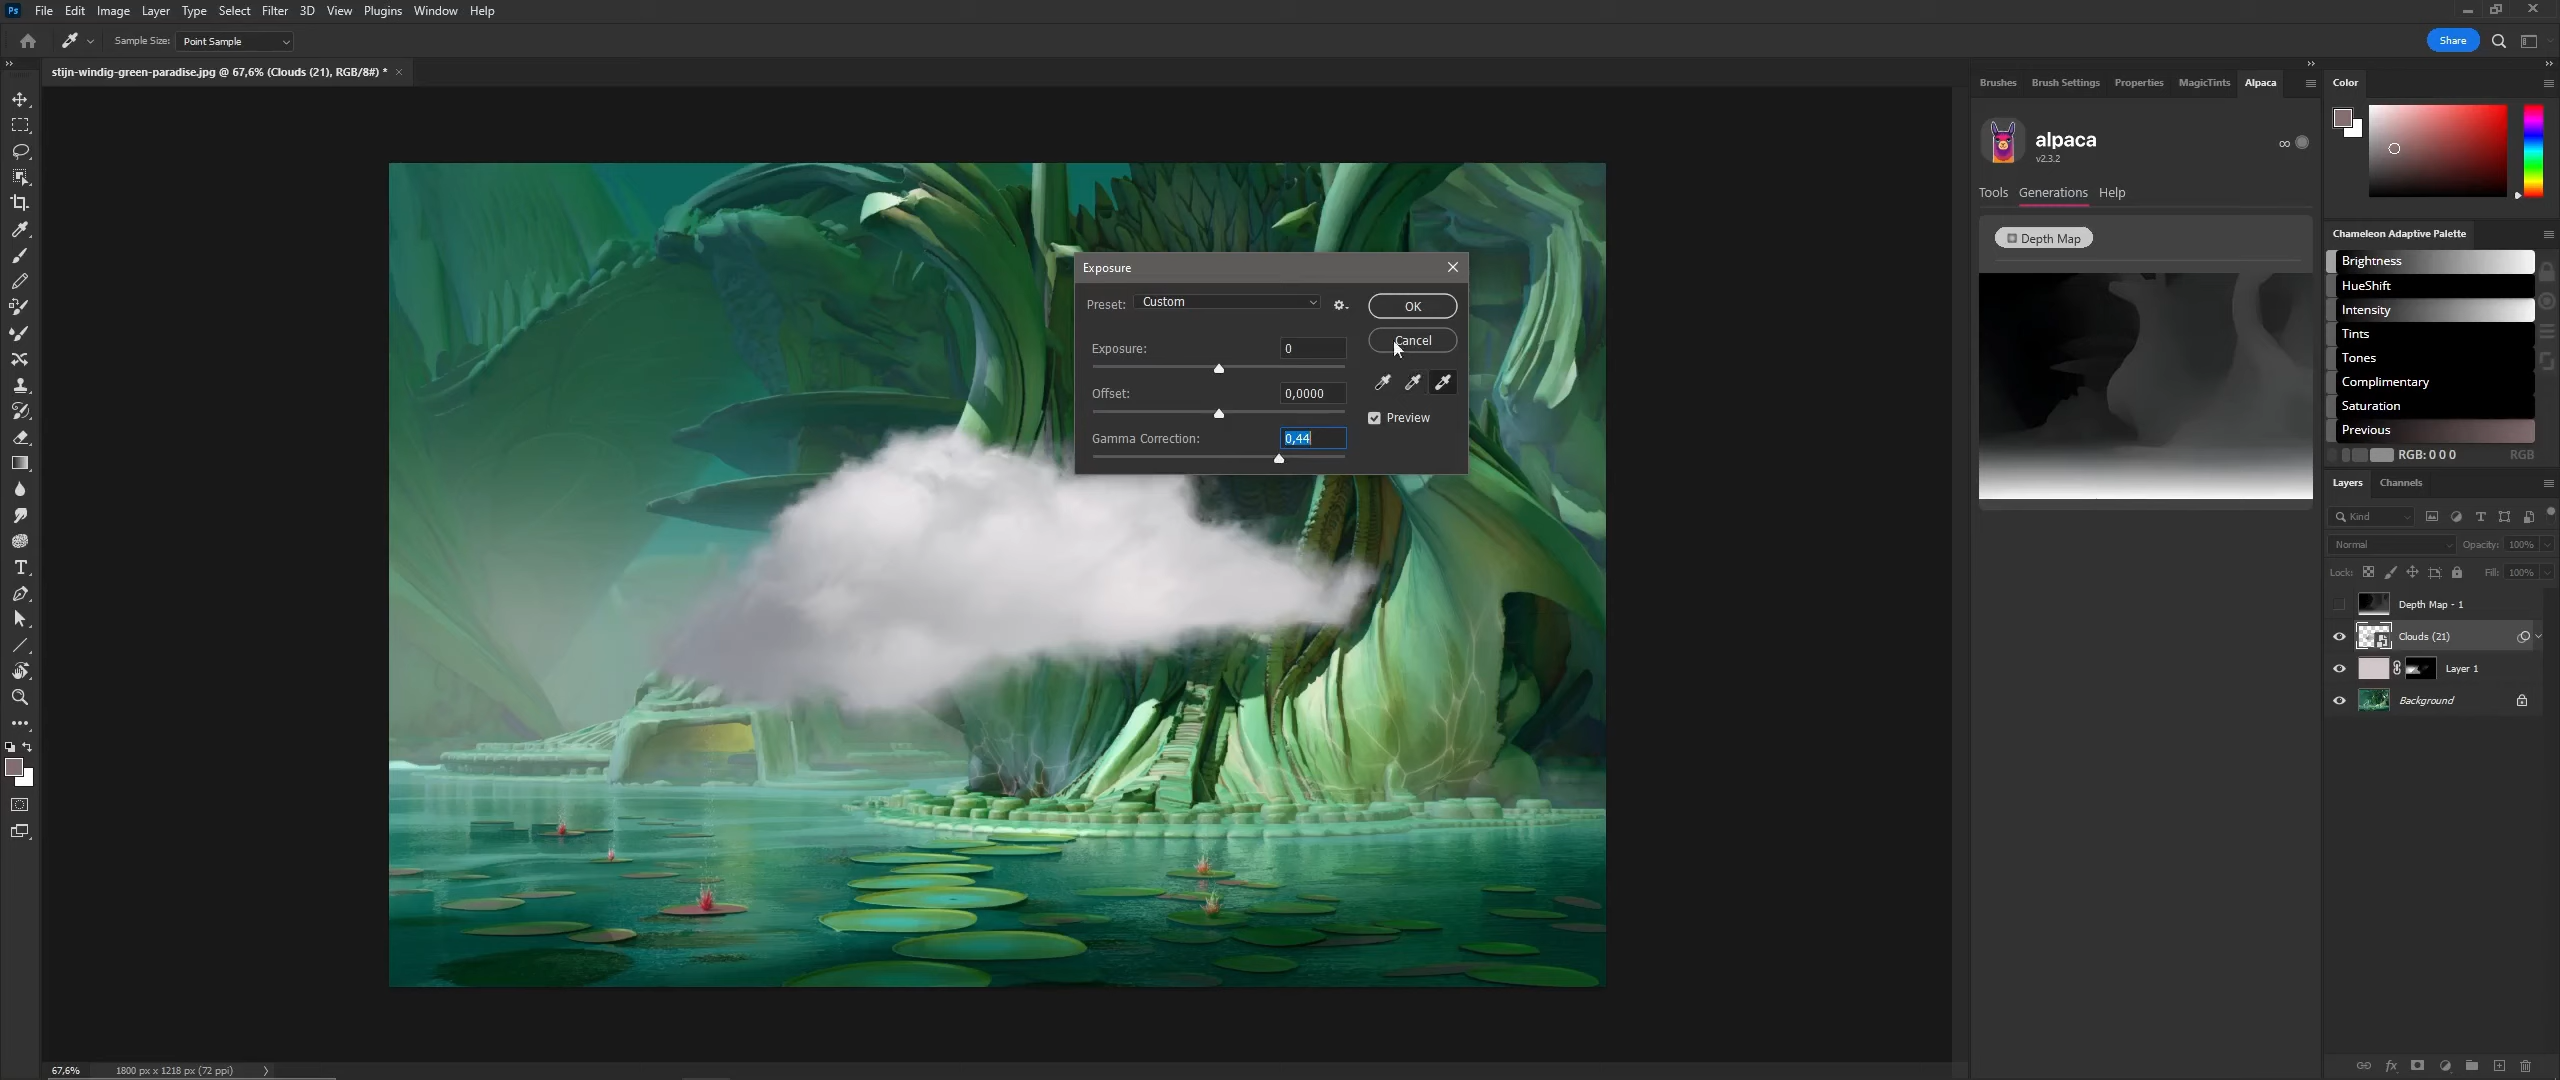 Ps File Edit Image Layer Type Select Filter 3D View Plugins Window Help
Sample Size: Point Sample
Share
stijn-windig-green-paradise.jpg @ 67,6% (Clouds (21), RGB/8#) * ×
Exposure
Preset: Custom
OK
Cancel
Exposure: 0
Offset: 0,0000
Preview
Gamma Correction: 0,44
Brushes Brush Settings Properties MagicTints Alpaca
alpaca
v2.3.2
Tools Generations Help
Depth Map
Color
Chameleon Adaptive Palette
Brightness
HueShift
Intensity
Tints
Tones
Complimentary
Saturation
Previous
RGB: 0 0 0 RGB
Layers Channels
Kind
Normal Opacity: 100%
Lock: Fill: 100%
Depth Map - 1
Clouds (21)
Layer 1
Background
67,6% 1800 px x 1218 px (72 ppi)